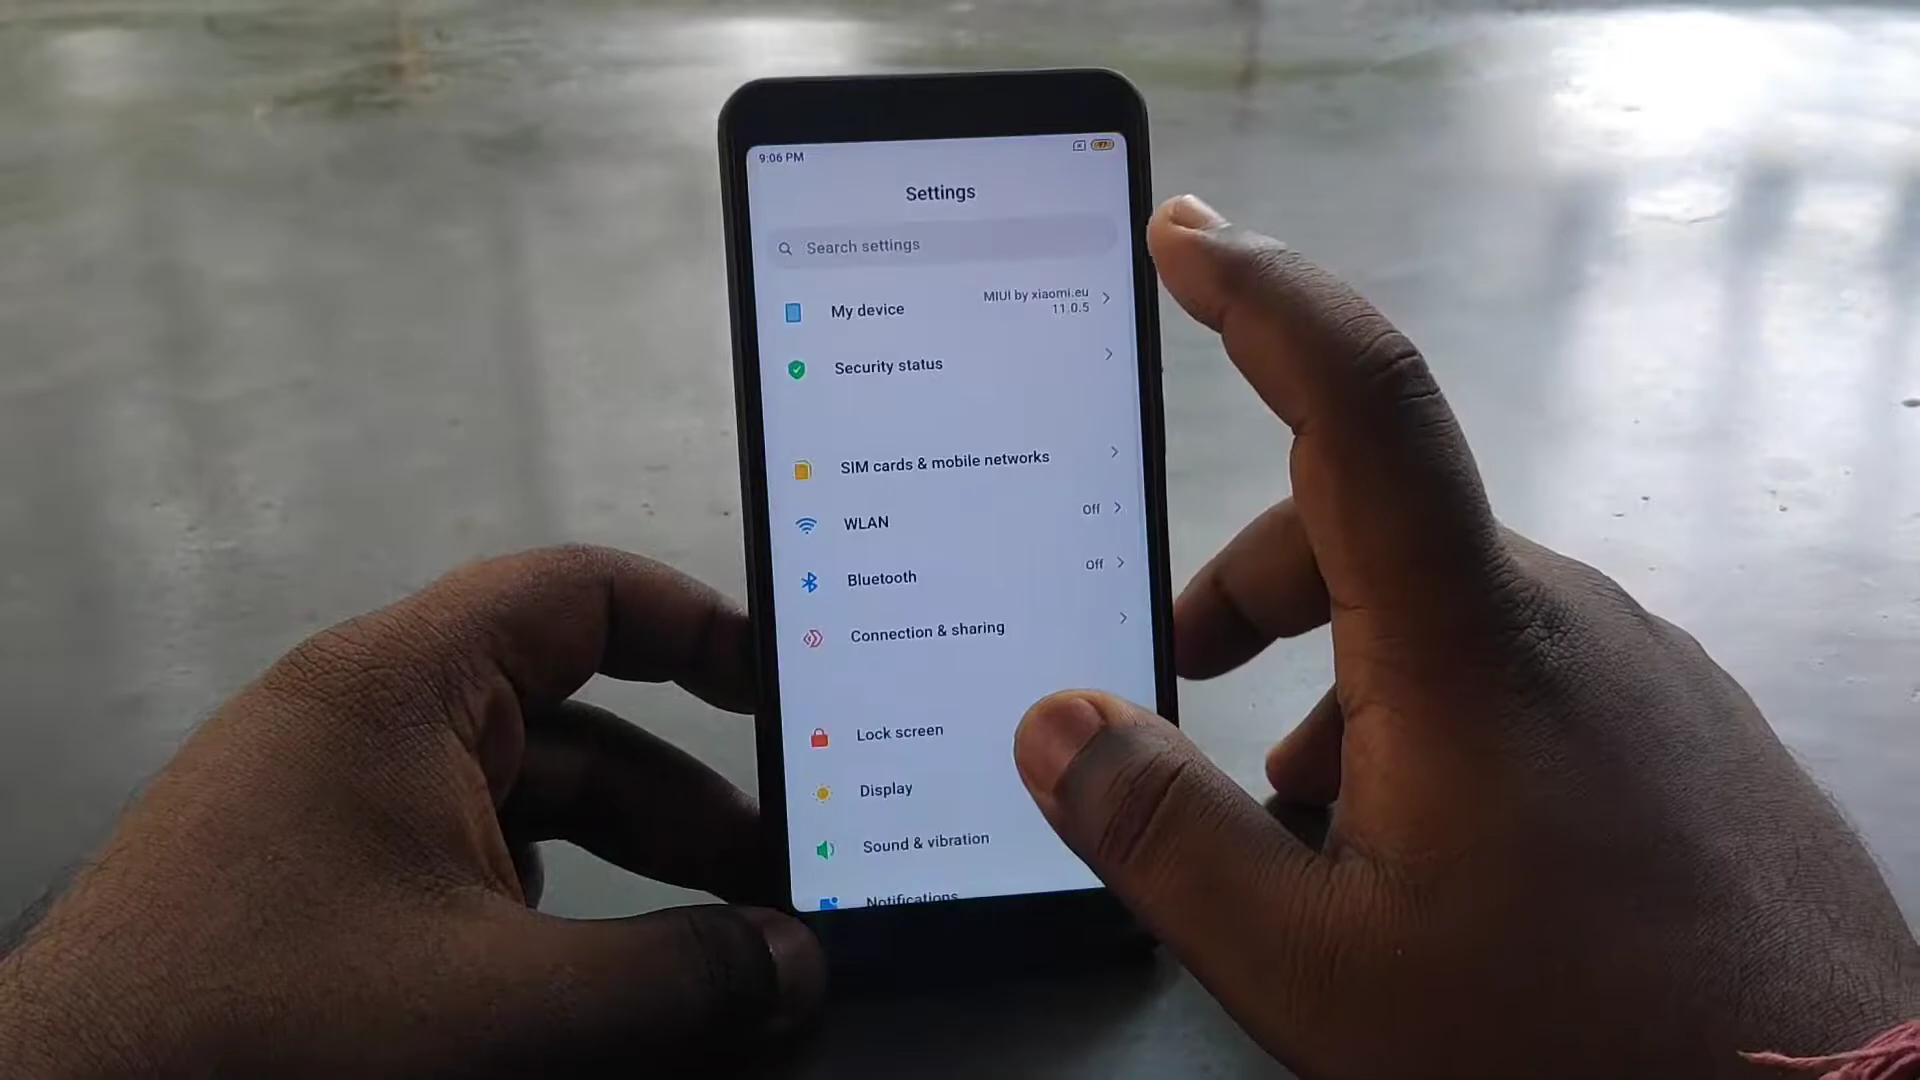 9:06 PM
Settings
Search settings
My device
MIUI by xiaomi.eu
11.0.5
Security status
SIM cards & mobile networks
WLAN
Off
Bluetooth
Off
Connection & sharing
Lock screen
Display
Sound & vibration
Notifications